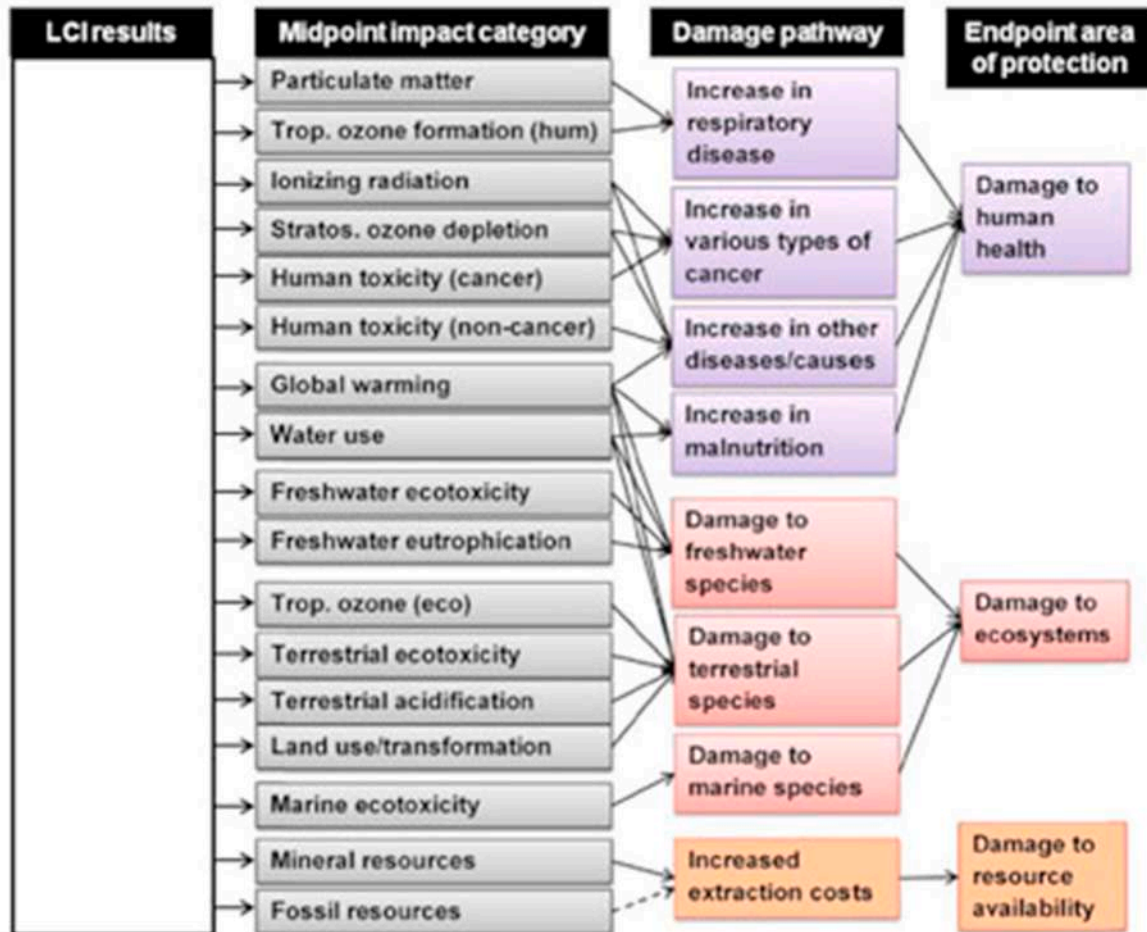 LCI results
Midpoint impact category
Damage pathway
Endpoint area
of protection
Particulate matter
Trop. ozone formation (hum)
Ionizing radiation
Stratos. ozone depletion
Human toxicity (cancer)
Human toxicity (non-cancer)
Global warming
Water use
Freshwater ecotoxicity
Freshwater eutrophication
Trop. ozone (eco)
Terrestrial ecotoxicity
Terrestrial acidification
Land use/transformation
Marine ecotoxicity
Mineral resources
Fossil resources
Increase in
respiratory
disease
Increase in
various types of
cancer
Increase in other
diseases/causes
Increase in
malnutrition
Damage to
freshwater
species
Damage to
terrestrial
species
Damage to
marine species
Increased
extraction costs
Damage to
human
health
Damage to
ecosystems
Damage to
resource
availability